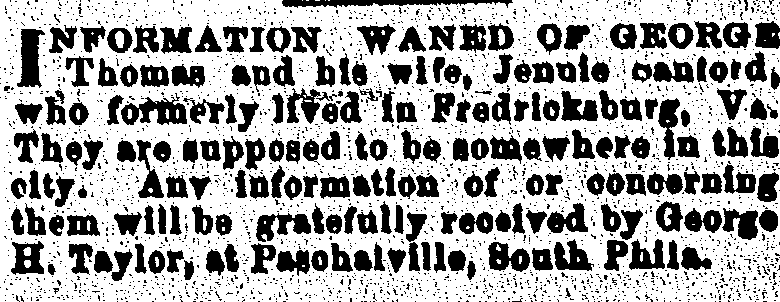 INFORMATION WANED OF GEORGE
Thomas and his wife, Jennie Sanford,
who formerly lived in Fredricksburg, Va.
They are supposed to be somewhere in this
city. Any information of or concerning
them will be gratefully received by George
H. Taylor, at Paschalville, South Phila.